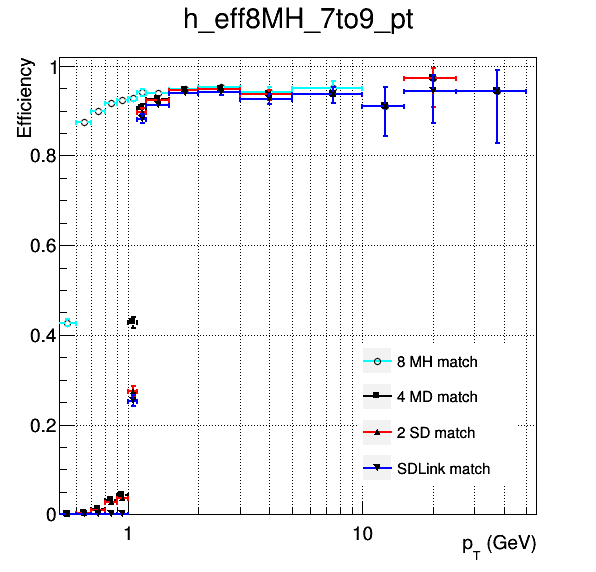 h_eff8MH_7to9_pt
Efficiency
1
0.8
0.6
0.4
0.2
0
8 MH match
4 MD match
2 SD match
SDLink match
1
10
p_T (GeV)